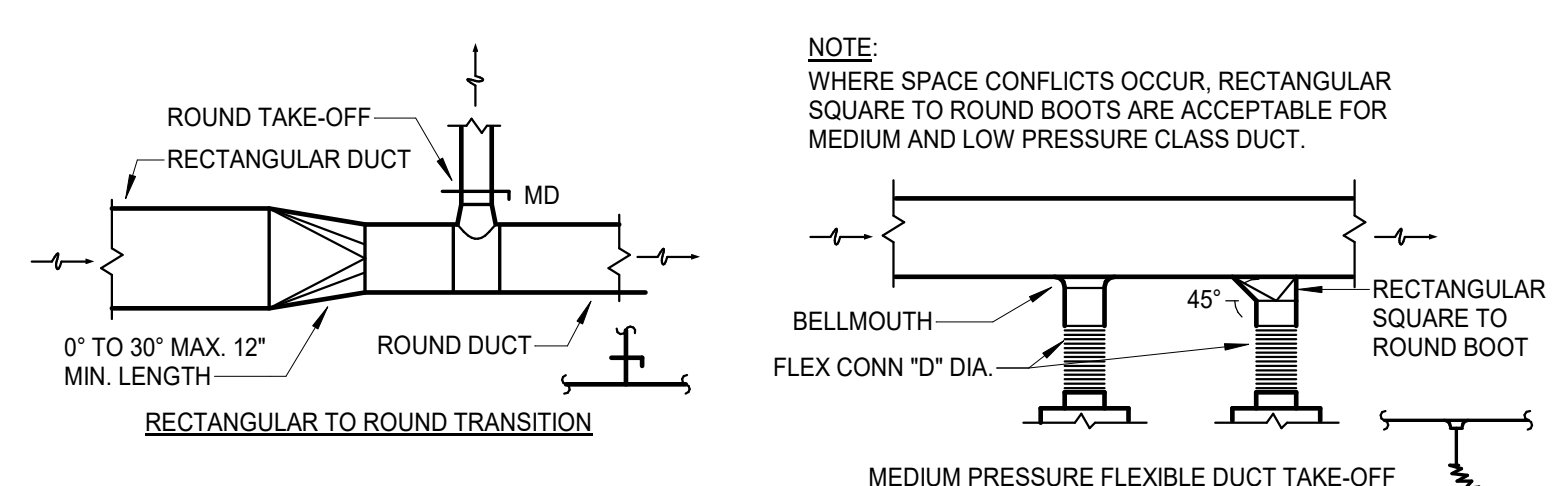 ROUND TAKE-OFF
RECTANGULAR DUCT
MD
0° TO 30° MAX. 12"
MIN. LENGTH
ROUND DUCT
RECTANGULAR TO ROUND TRANSITION
NOTE:
WHERE SPACE CONFLICTS OCCUR, RECTANGULAR
SQUARE TO ROUND BOOTS ARE ACCEPTABLE FOR
MEDIUM AND LOW PRESSURE CLASS DUCT.
45°
RECTANGULAR
SQUARE TO
ROUND BOOT
BELLMOUTH
FLEX CONN "D" DIA.
MEDIUM PRESSURE FLEXIBLE DUCT TAKE-OFF